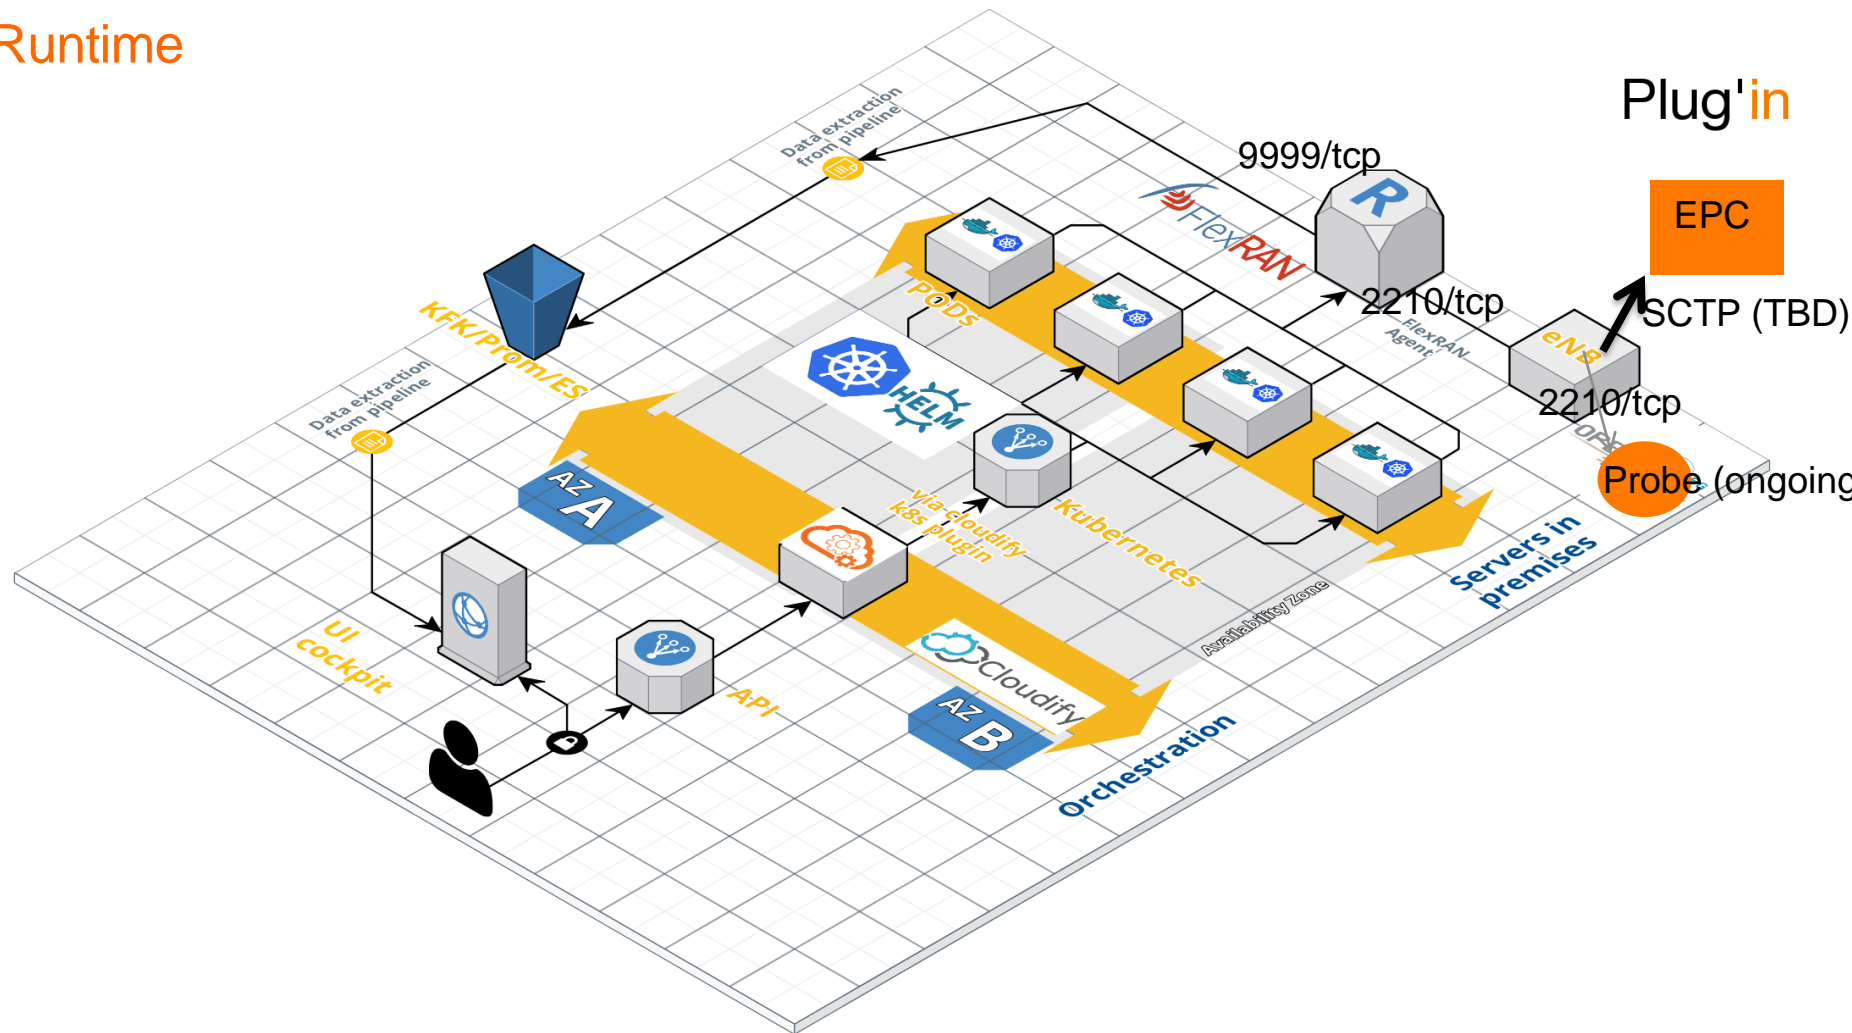 Runtime
Plug'in
Data extraction
from pipeline
9999/tcp
R
EPC
FlexRAN
PODs
2210/tcp
SCTP (TBD)
FlexRAN
Agent
eNB
KFK/Prom/ES
HELM
2210/tcp
Data extraction
from pipeline
Probe (ongoing
AZ A
via cloudify
k8s plugin
Kubernetes
Servers in
premises
Availability Zone
UI
cockpit
API
Cloudify
AZ B
Orchestration